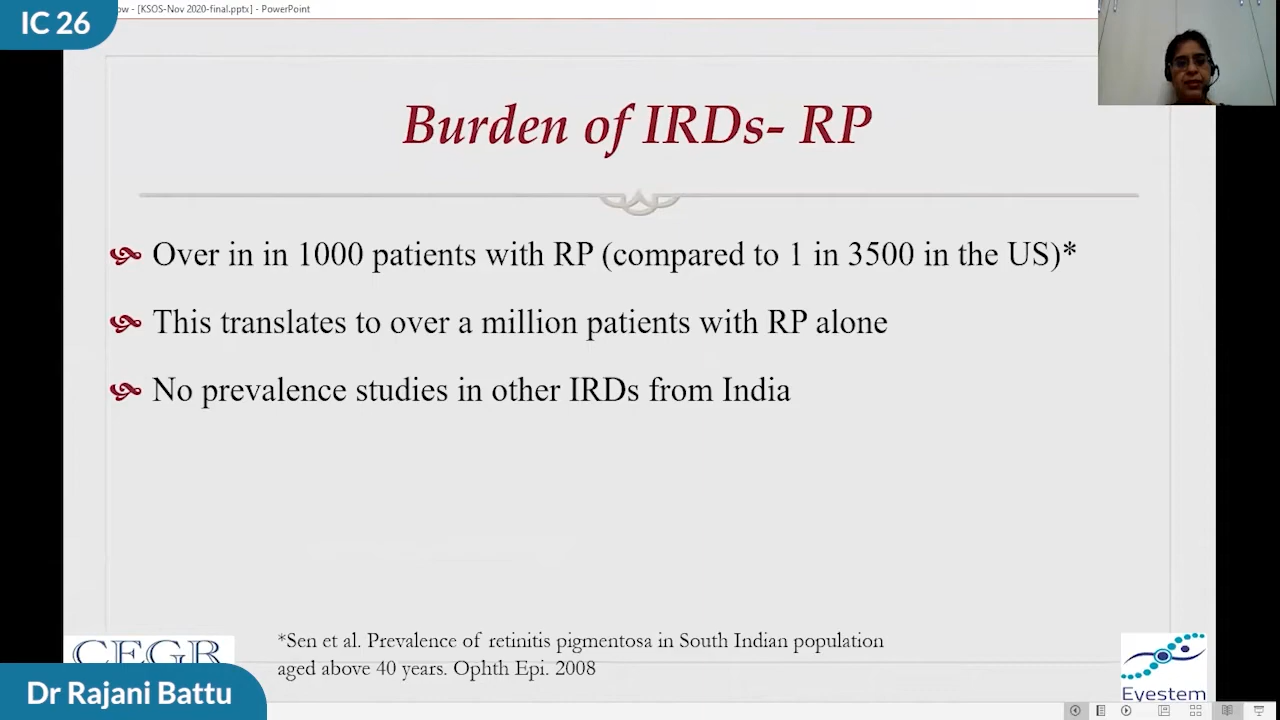 IC 26
ow - [KSOS-Nov 2020-final.pptx] - PowerPoint
Burden of IRDs- RP
Over in in 1000 patients with RP (compared to 1 in 3500 in the US)*
This translates to over a million patients with RP alone
No prevalence studies in other IRDs from India
*Sen et al. Prevalence of retinitis pigmentosa in South Indian population
aged above 40 years. Ophth Epi. 2008
CEGR
Eyestem
Dr Rajani Battu